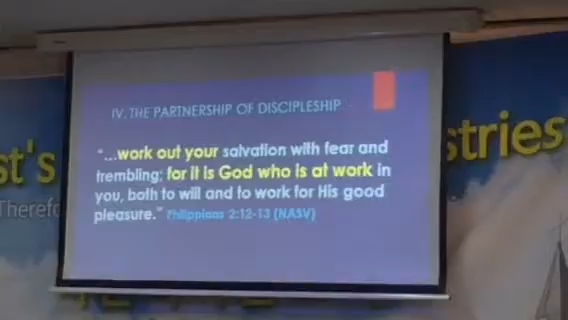 IV. THE PARTNERSHIP OF DISCIPLESHIP
"...work out your salvation with fear and
trembling; for it is God who is at work in
you, both to will and to work for His good
pleasure." Philippians 2:12-13 (NASV)
st's
stries
Therefo